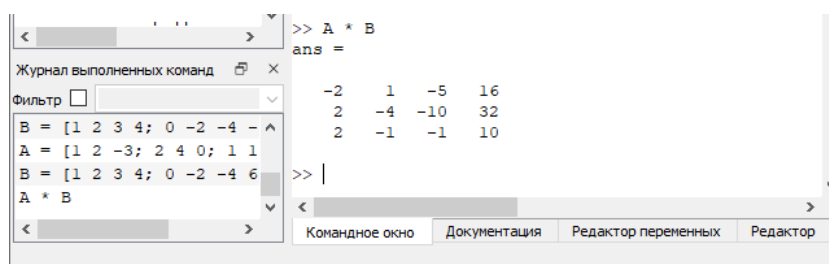 Журнал выполненных команд
Фильтр
B = [1 2 3 4; 0 -2 -4 -
A = [1 2 -3; 2 4 0; 1 1
B = [1 2 3 4; 0 -2 -4 6
A * B
>> A * B
ans =
-2 1 -5 16
2 -4 -10 32
2 -1 -1 10
>>
Командное окно Документация Редактор переменных Редактор